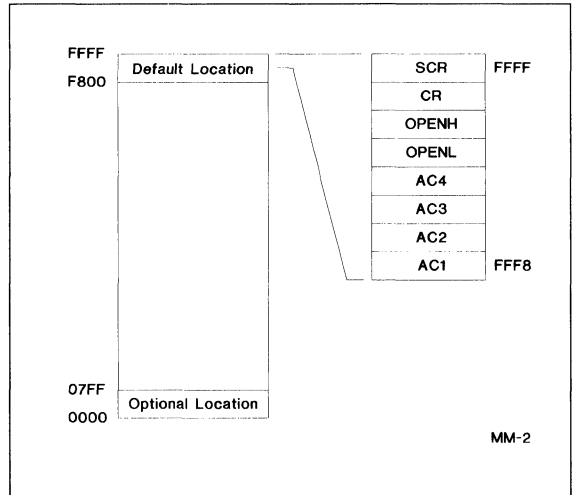 FFFF
Default Location
F800
07FF
Optional Location
0000
SCR FFFF
CR
OPENH
OPENL
AC4
AC3
AC2
AC1 FFF8
MM-2